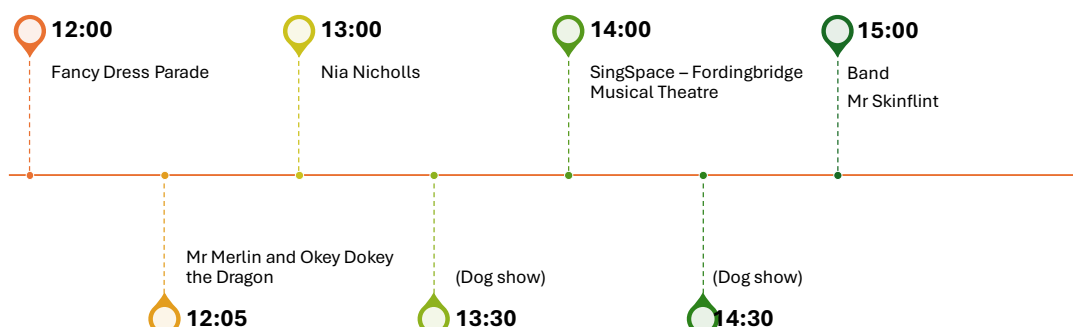 12:00
Fancy Dress Parade
13:00
Nia Nicholls
14:00
SingSpace – Fordingbridge
Musical Theatre
15:00
Band
Mr Skinflint
Mr Merlin and Okey Dokey
the Dragon
12:05
(Dog show)
13:30
(Dog show)
14:30